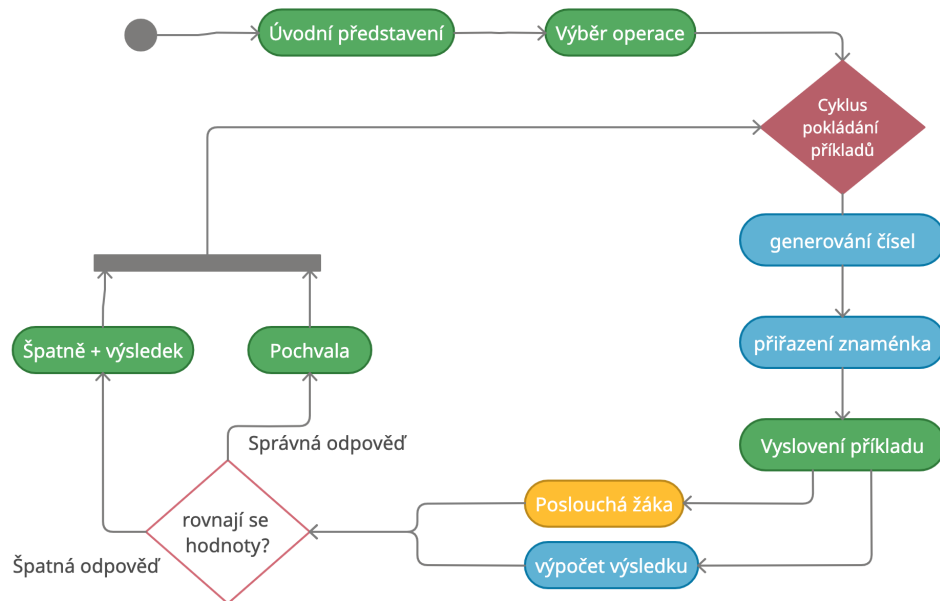 Úvodní představení
Výběr operace
Cyklus
pokládání
příkladů
generování čísel
přiřazení znaménka
Vyslovení příkladu
Poslouchá žáka
výpočet výsledku
rovnají se
hodnoty?
Správná odpověď
Špatná odpověď
Pochvala
Špatně + výsledek